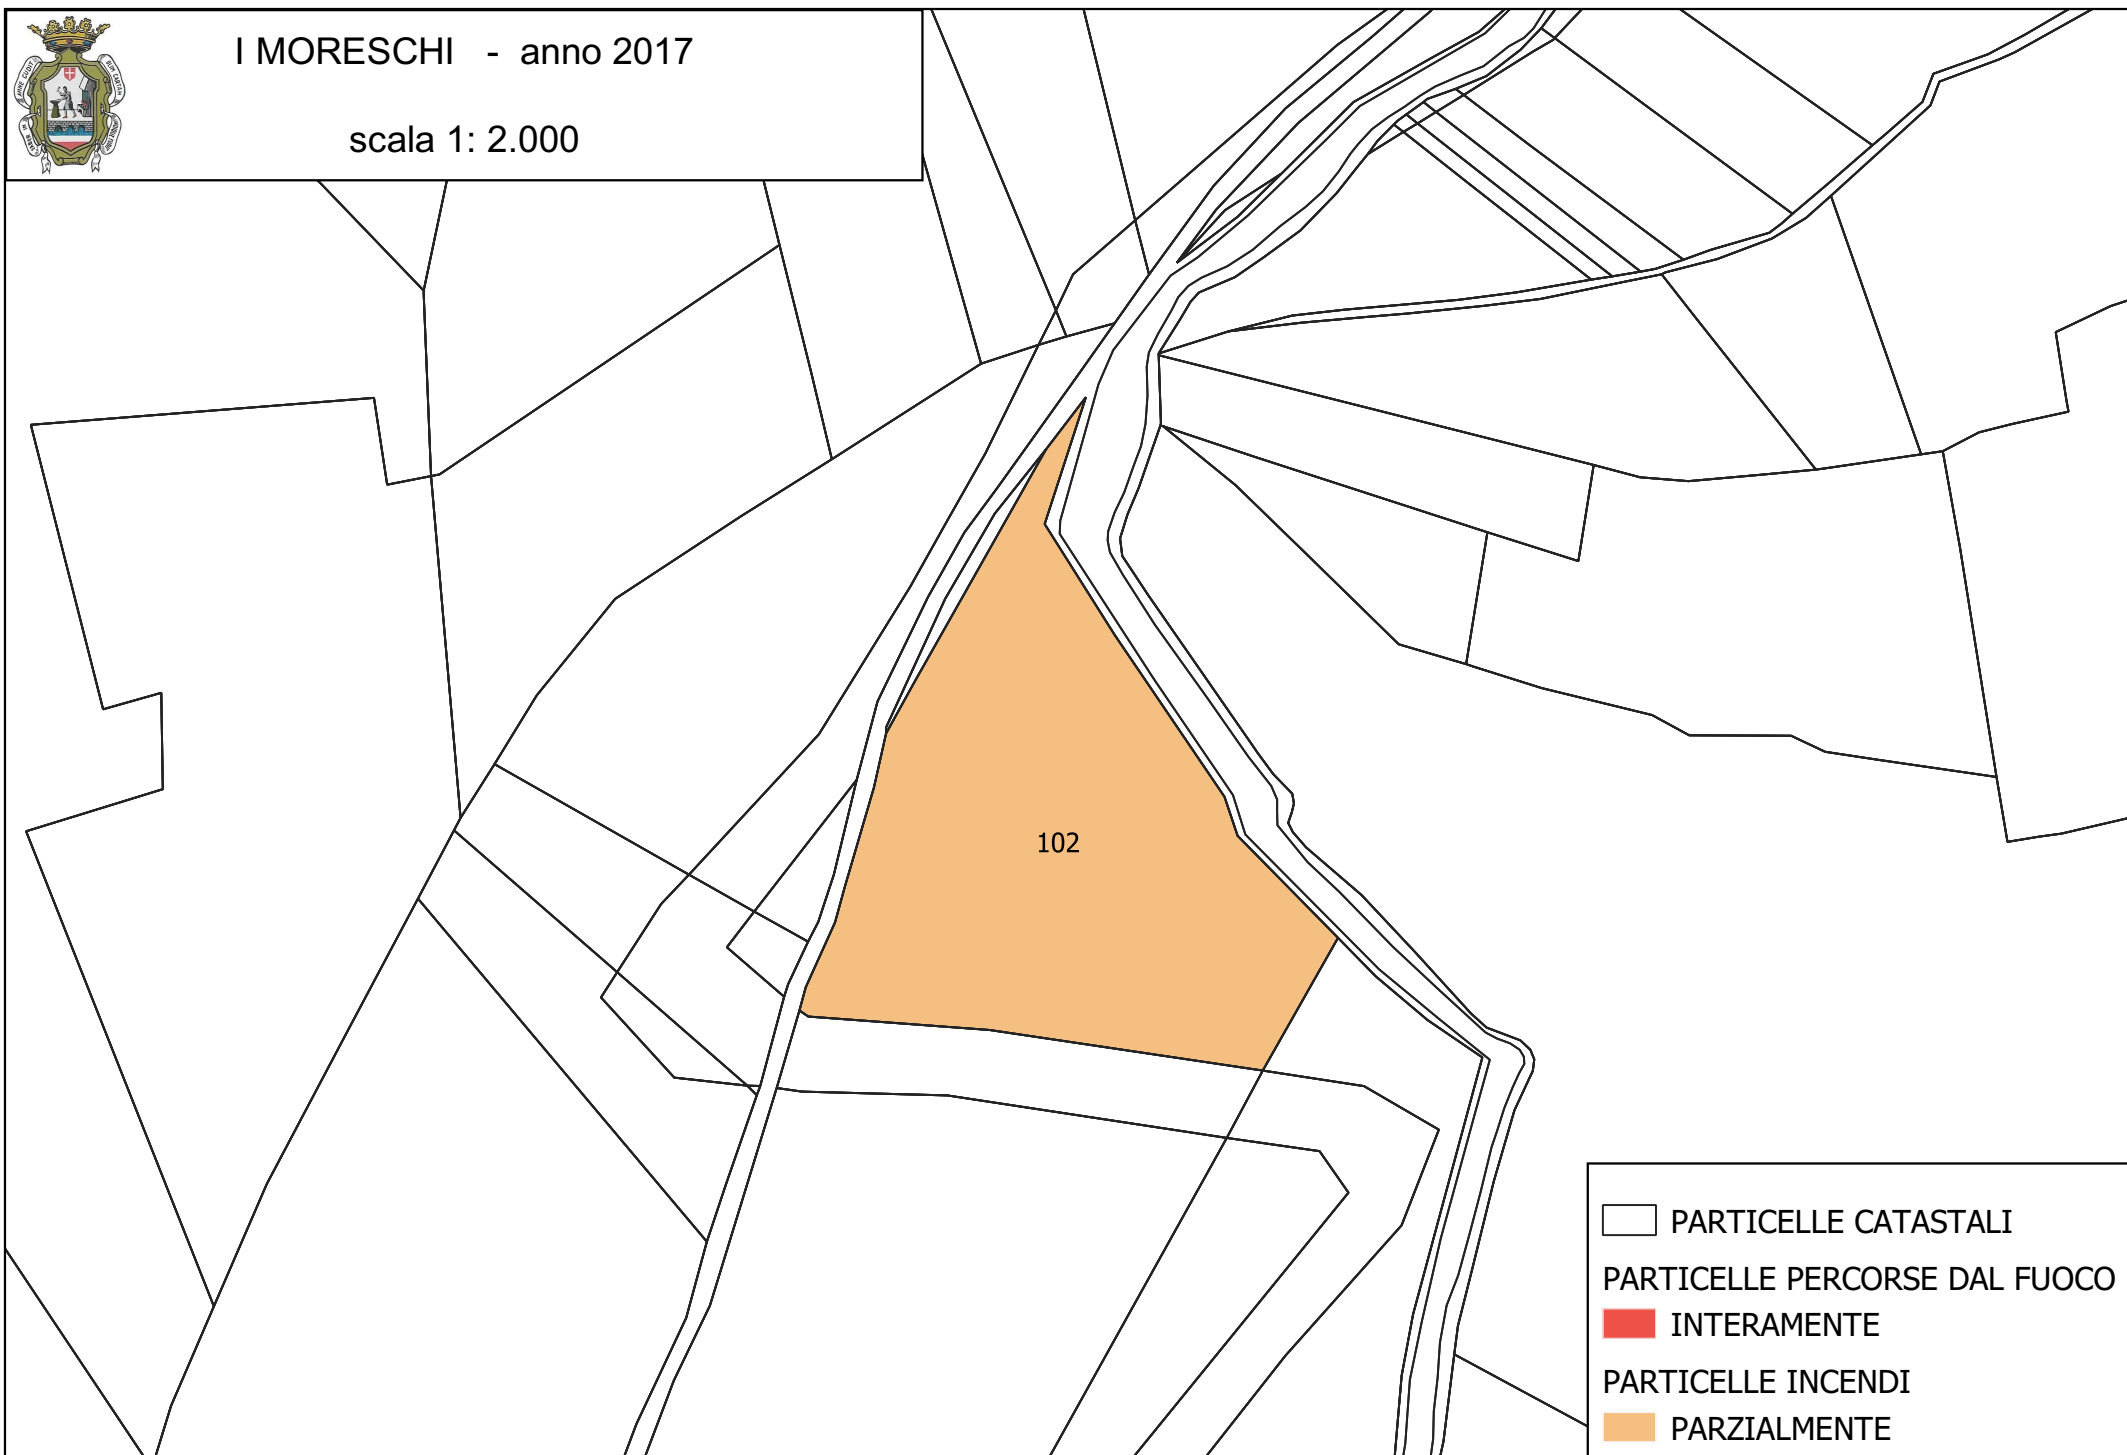 I MORESCHI - anno 2017
scala 1: 2.000
102
PARTICELLE CATASTALI
PARTICELLE PERCORSE DAL FUOCO
INTERAMENTE
PARTICELLE INCENDI
PARZIALMENTE